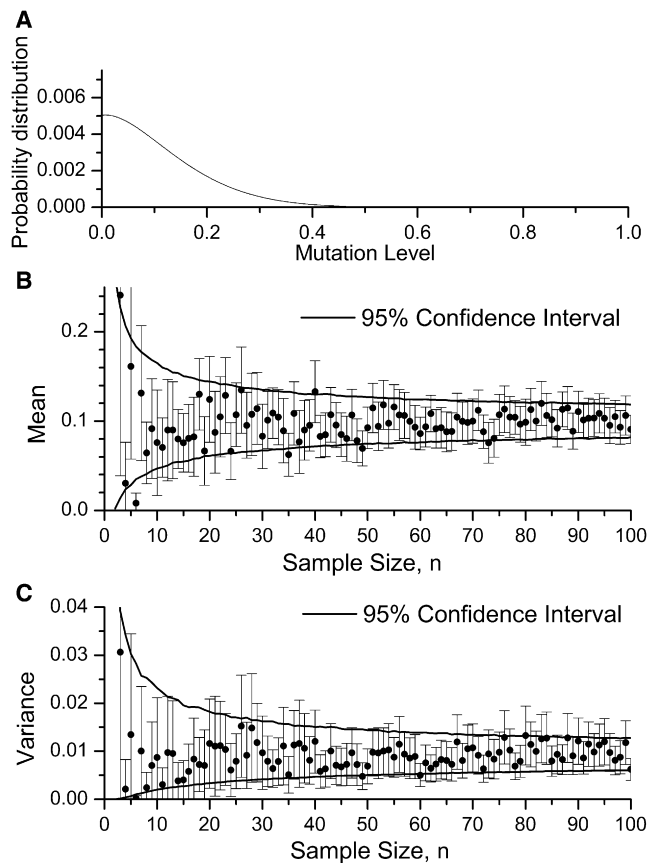 A
Probability distribution
0.006
0.004
0.002
0.000
0.0 0.2 0.4 0.6 0.8 1.0
Mutation Level
B
95% Confidence Interval
Mean
0.2
0.1
0.0
0 10 20 30 40 50 60 70 80 90 100
Sample Size, n
C
95% Confidence Interval
Variance
0.04
0.03
0.02
0.01
0.00
0 10 20 30 40 50 60 70 80 90 100
Sample Size, n